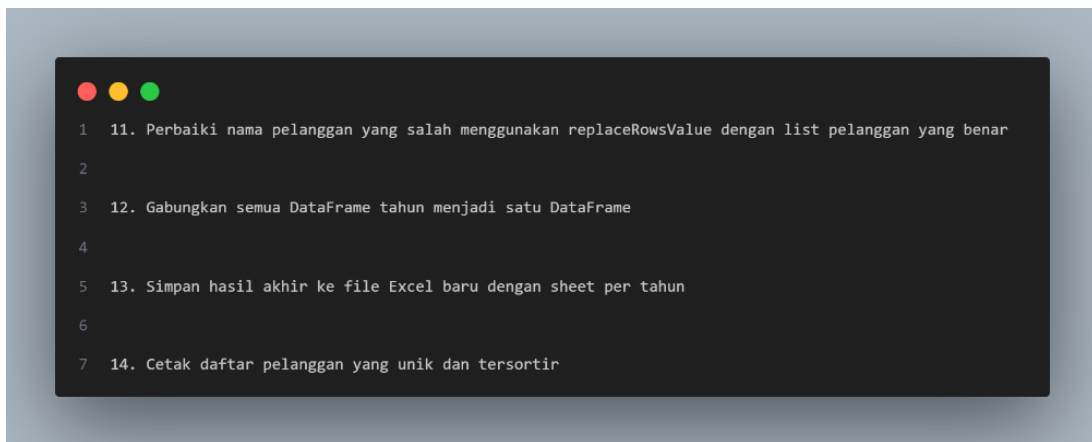 1 11. Perbaiki nama pelanggan yang salah menggunakan replaceRowsValue dengan list pelanggan yang benar
2
3 12. Gabungkan semua DataFrame tahun menjadi satu DataFrame
4
5 13. Simpan hasil akhir ke file Excel baru dengan sheet per tahun
6
7 14. Cetak daftar pelanggan yang unik dan tersortir